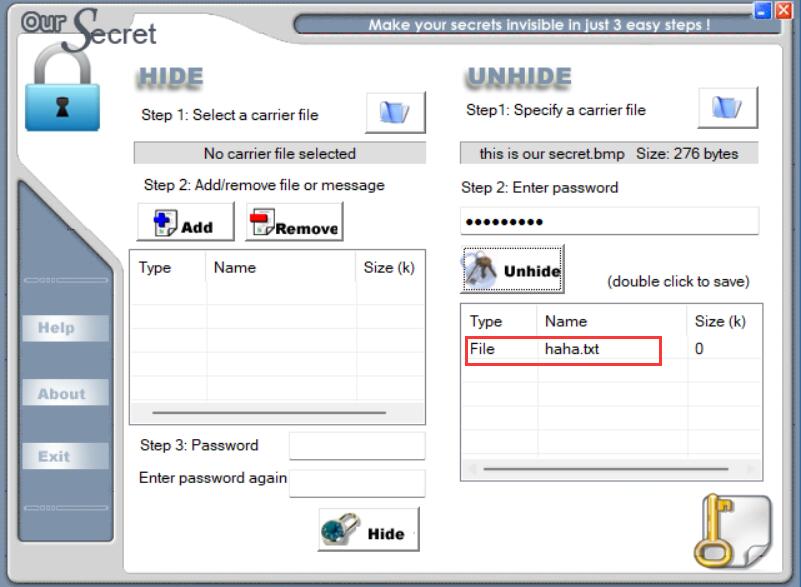 Our Secret
Make your secrets invisible in just 3 easy steps !
HIDE
Step 1: Select a carrier file
No carrier file selected
Step 2: Add/remove file or message
Add Remove
Type Name Size (k)
Step 3: Password
Enter password again
Hide
UNHIDE
Step1: Specify a carrier file
this is our secret.bmp Size: 276 bytes
Step 2: Enter password
•••••••••
Unhide
(double click to save)
Type Name Size (k)
File haha.txt 0
Help
About
Exit